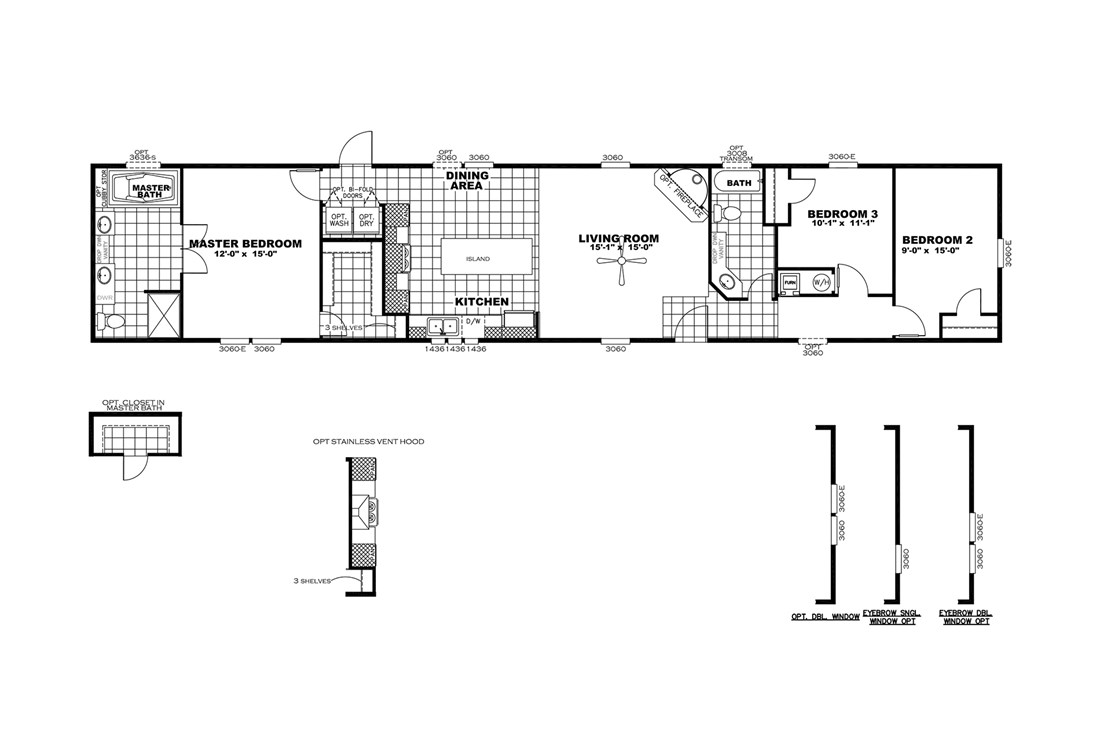 OPT.
3636-S
OPT.
3060
3060
3060
OPT
3008
TRANSOM
3060-E
OPT.
CUBBY STOR
MASTER
BATH
DROP DWR
VANITY
DWR
MASTER BEDROOM
12'-0" x 15'-0"
OPT. BI-FOLD
DOORS
OPT.
WASH
OPT.
DRY
DINING
AREA
ISLAND
KITCHEN
D/W
3 SHELVES
LIVING ROOM
15'-1" x 15'-0"
OPT. FIREPLACE
BATH
DROP DWR
VANITY
BEDROOM 3
10'-1" x 11'-1"
FURN
W/H
BEDROOM 2
9'-0" x 15'-0"
3060-E
3060-E
3060
1436
1436
1436
3060
OPT
3060
OPT. CLOSET IN
MASTER BATH
OPT STAINLESS VENT HOOD
3 SHELVES
3060-E
3060
3060
3060-E
3060
OPT. DBL. WINDOW
EYEBROW SNGL.
WINDOW OPT
EYEBROW DBL.
WINDOW OPT